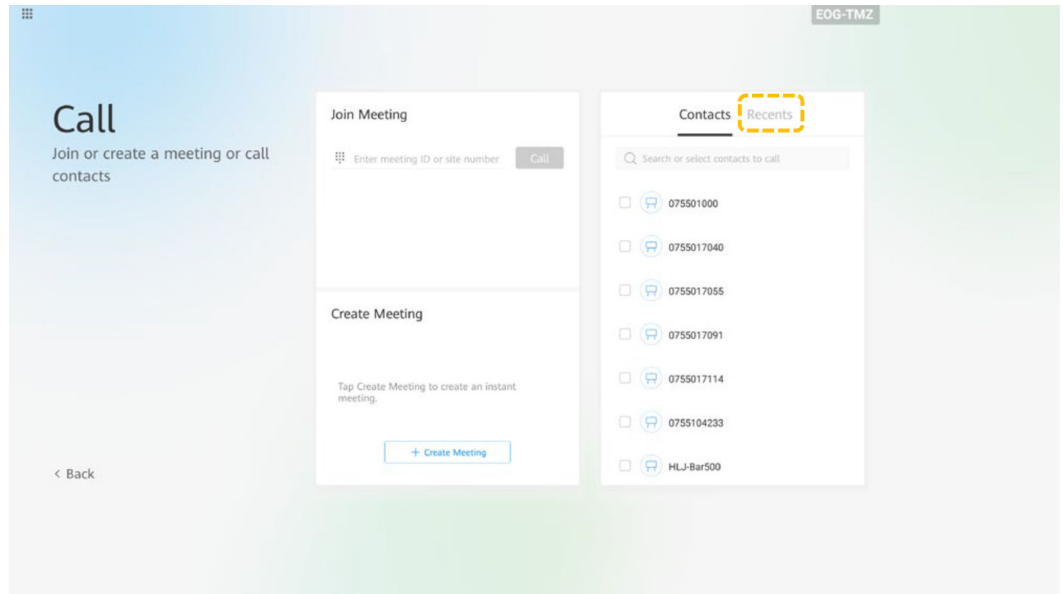 EOG-TMZ
Call
Join or create a meeting or call
contacts
< Back
Join Meeting
Enter meeting ID or site number
Call
Create Meeting
Tap Create Meeting to create an instant
meeting.
+ Create Meeting
Contacts Recents
Search or select contacts to call
075501000
0755017040
0755017055
0755017091
0755017114
0755104233
HLJ-Bar500